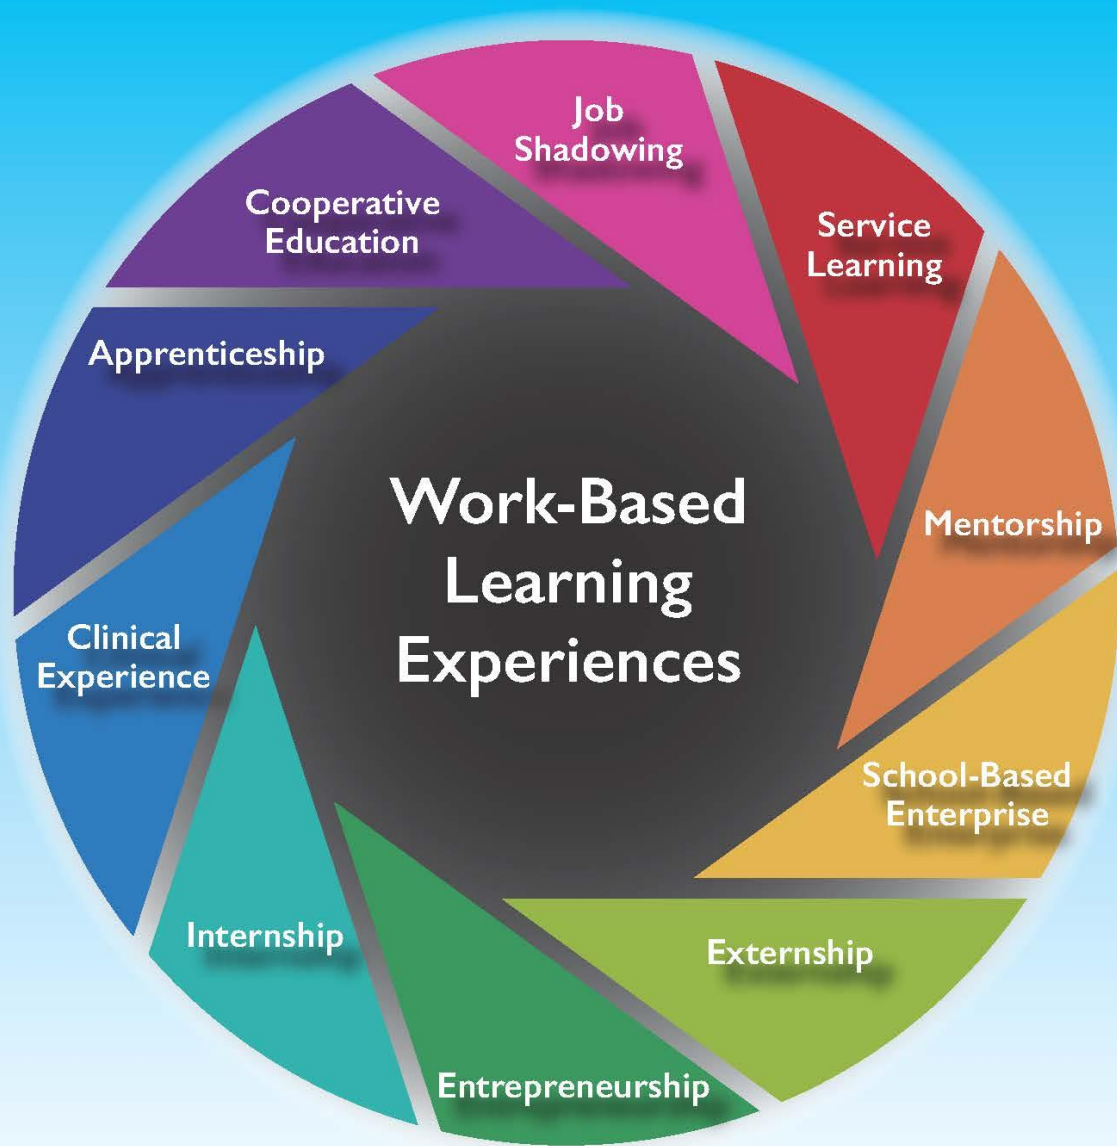 Job
Shadowing
Service
Learning
Mentorship
School-Based
Enterprise
Externship
Entrepreneurship
Internship
Clinical
Experience
Apprenticeship
Cooperative
Education
Work-Based
Learning
Experiences